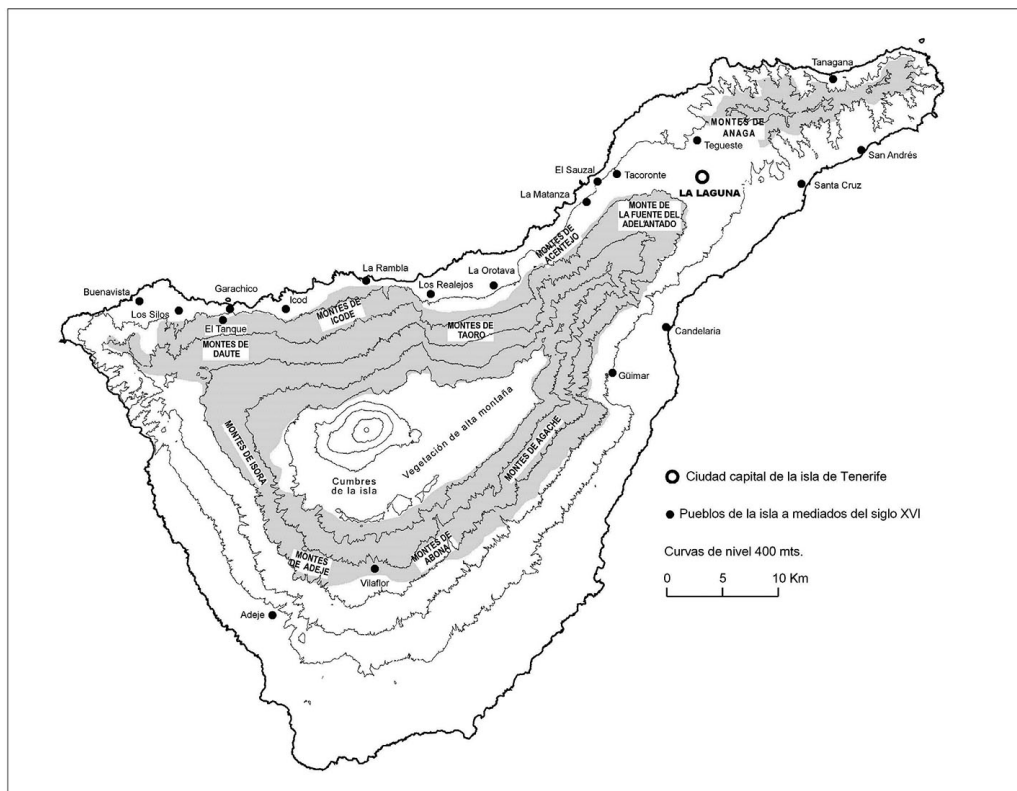 Tanagana
MONTES DE
ANAGA
Tegueste
San Andrés
El Sauzal
Tacoronte
LA LAGUNA
Santa Cruz
La Matanza
MONTE DE
LA FUENTE DEL
ADELANTADO
MONTES DE
ACENTEJO
La Rambla
La Orotava
Los Realejos
Buenavista
Garachico
Icod
Los Silos
El Tangue
MONTES DE
ICODE
MONTES DE
TAORO
MONTES DE
DAUTE
Candelaria
Güimar
Vegetación de alta montaña
MONTES DE ISORA
MONTES DE AGACHE
Cumbres
de la isla
Ciudad capital de la isla de Tenerife
Pueblos de la isla a mediados del siglo XVI
MONTES
DE ADEJE
MONTES DE
ABONA
Vilaflor
Curvas de nivel 400 mts.
0 5 10 Km
Adeje